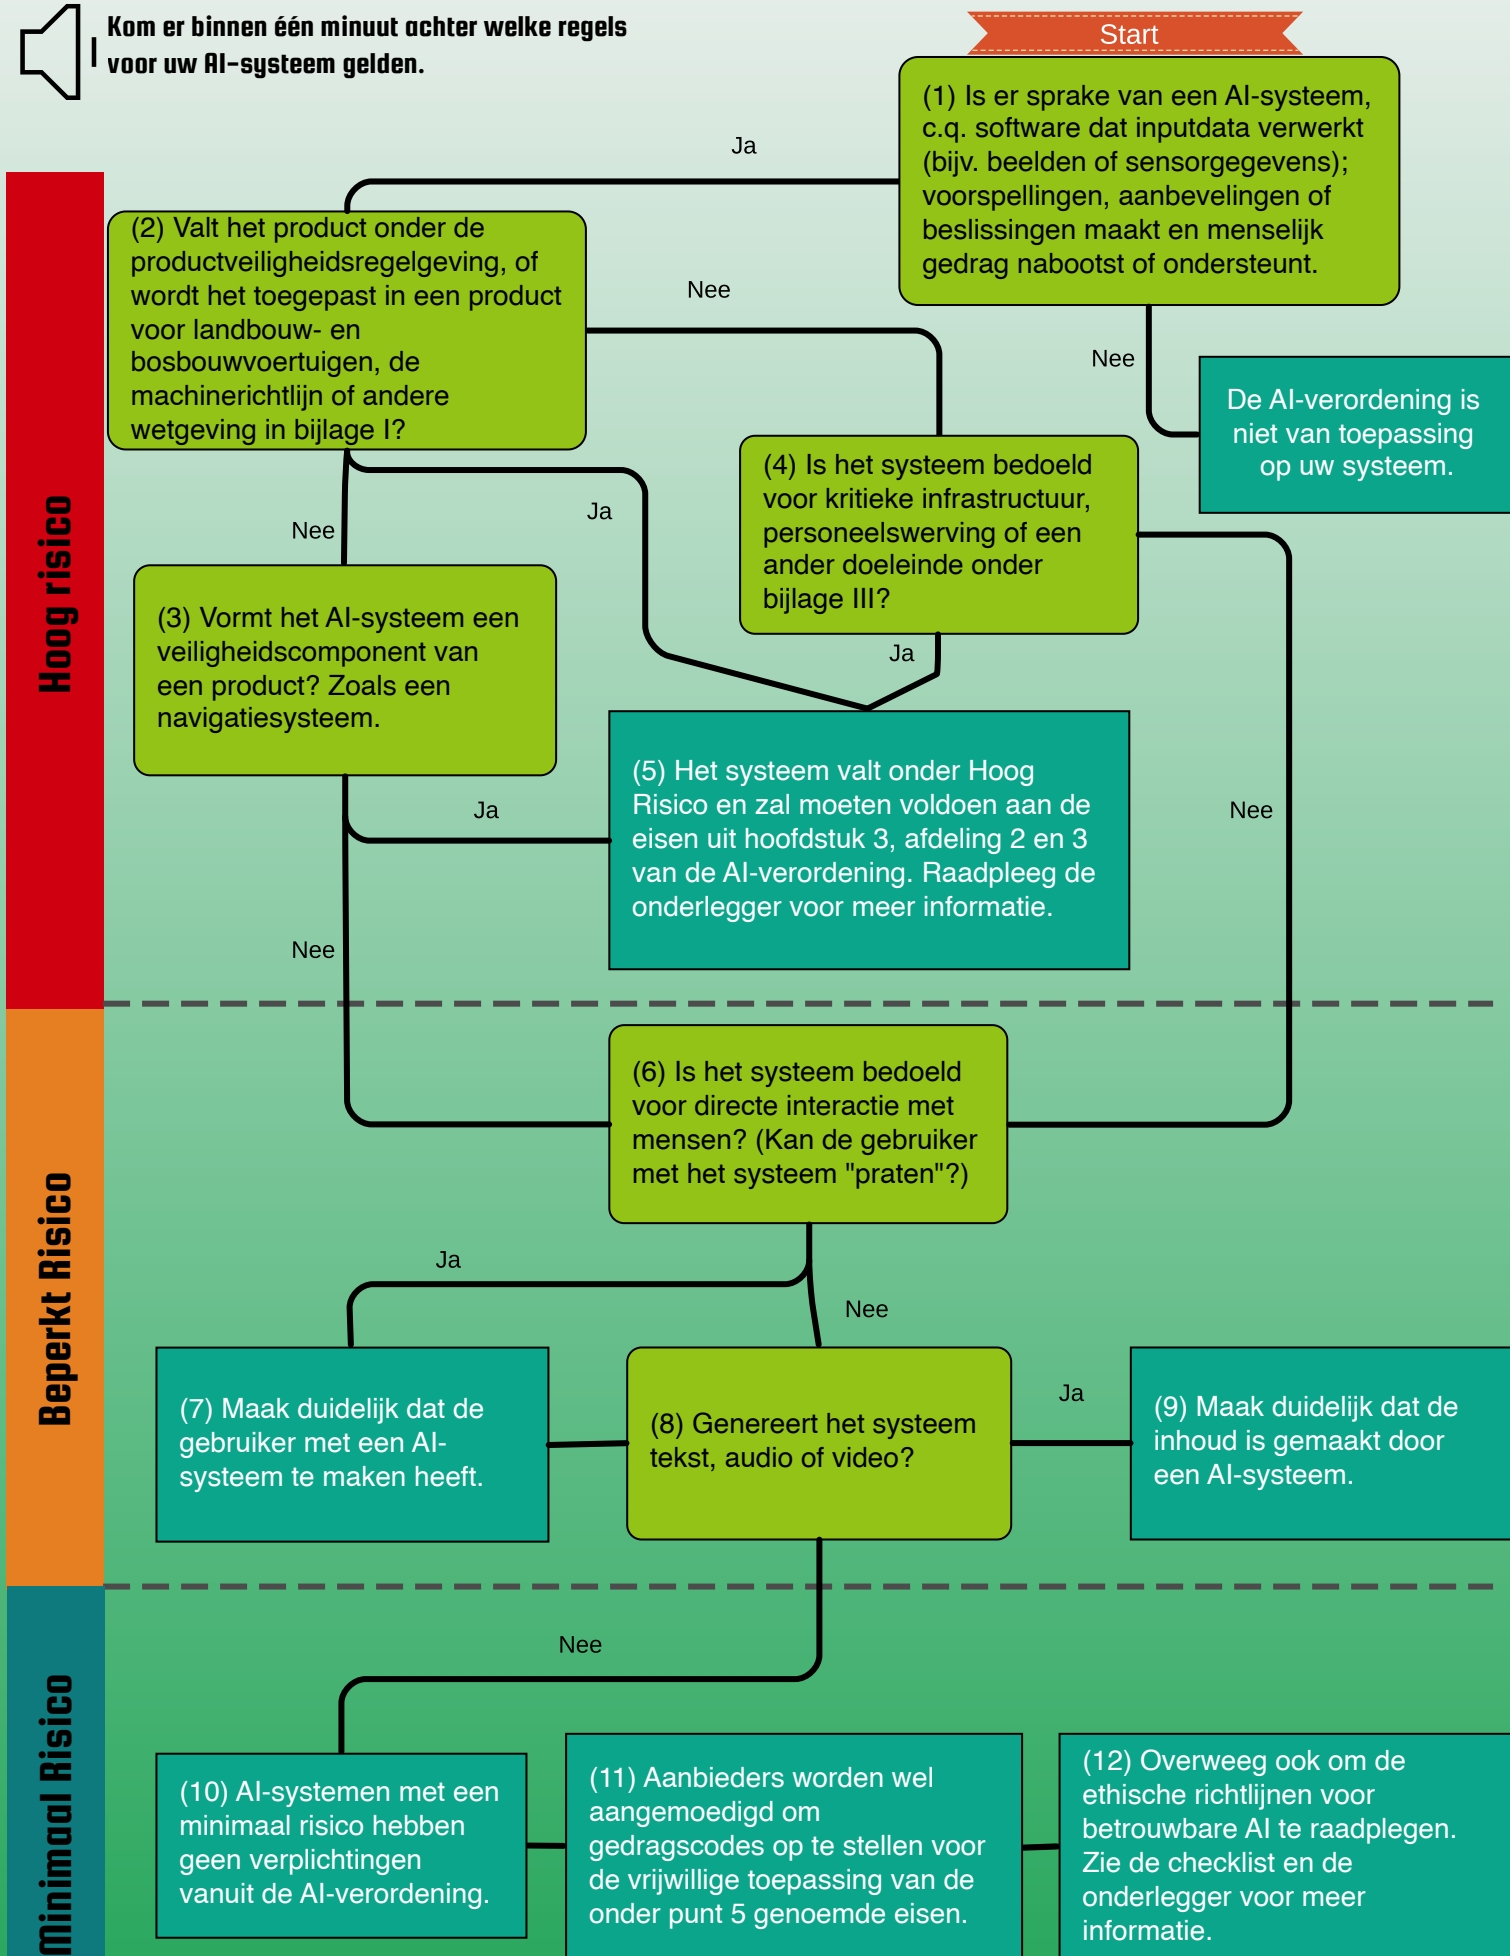 Kom er binnen één minuut achter welke regels
voor uw AI-systeem gelden.
Start
(1) Is er sprake van een AI-systeem,
c.q. software dat inputdata verwerkt
(bijv. beelden of sensorgegevens);
voorspellingen, aanbevelingen of
beslissingen maakt en menselijk
gedrag nabootst of ondersteunt.
Ja
Nee
De AI-verordening is
niet van toepassing
op uw systeem.
Hoog risico
(2) Valt het product onder de
productveiligheidsregelgeving, of
wordt het toegepast in een product
voor landbouw- en
bosbouwvoertuigen, de
machinerichtlijn of andere
wetgeving in bijlage I?
Nee
Ja
Nee
(3) Vormt het AI-systeem een
veiligheidscomponent van
een product? Zoals een
navigatiesysteem.
Ja
Nee
(4) Is het systeem bedoeld
voor kritieke infrastructuur,
personeelswerving of een
ander doeleinde onder
bijlage III?
Ja
Nee
(5) Het systeem valt onder Hoog
Risico en zal moeten voldoen aan de
eisen uit hoofdstuk 3, afdeling 2 en 3
van de AI-verordening. Raadpleeg de
onderlegger voor meer informatie.
Beperkt Risico
(6) Is het systeem bedoeld
voor directe interactie met
mensen? (Kan de gebruiker
met het systeem "praten"?)
Ja
Nee
(7) Maak duidelijk dat de
gebruiker met een AI-
systeem te maken heeft.
(8) Genereert het systeem
tekst, audio of video?
Ja
(9) Maak duidelijk dat de
inhoud is gemaakt door
een AI-systeem.
Nee
Minimaal Risico
(10) AI-systemen met een
minimaal risico hebben
geen verplichtingen
vanuit de AI-verordening.
(11) Aanbieders worden wel
aangemoedigd om
gedragscodes op te stellen voor
de vrijwillige toepassing van de
onder punt 5 genoemde eisen.
(12) Overweeg ook om de
ethische richtlijnen voor
betrouwbare AI te raadplegen.
Zie de checklist en de
onderlegger voor meer
informatie.